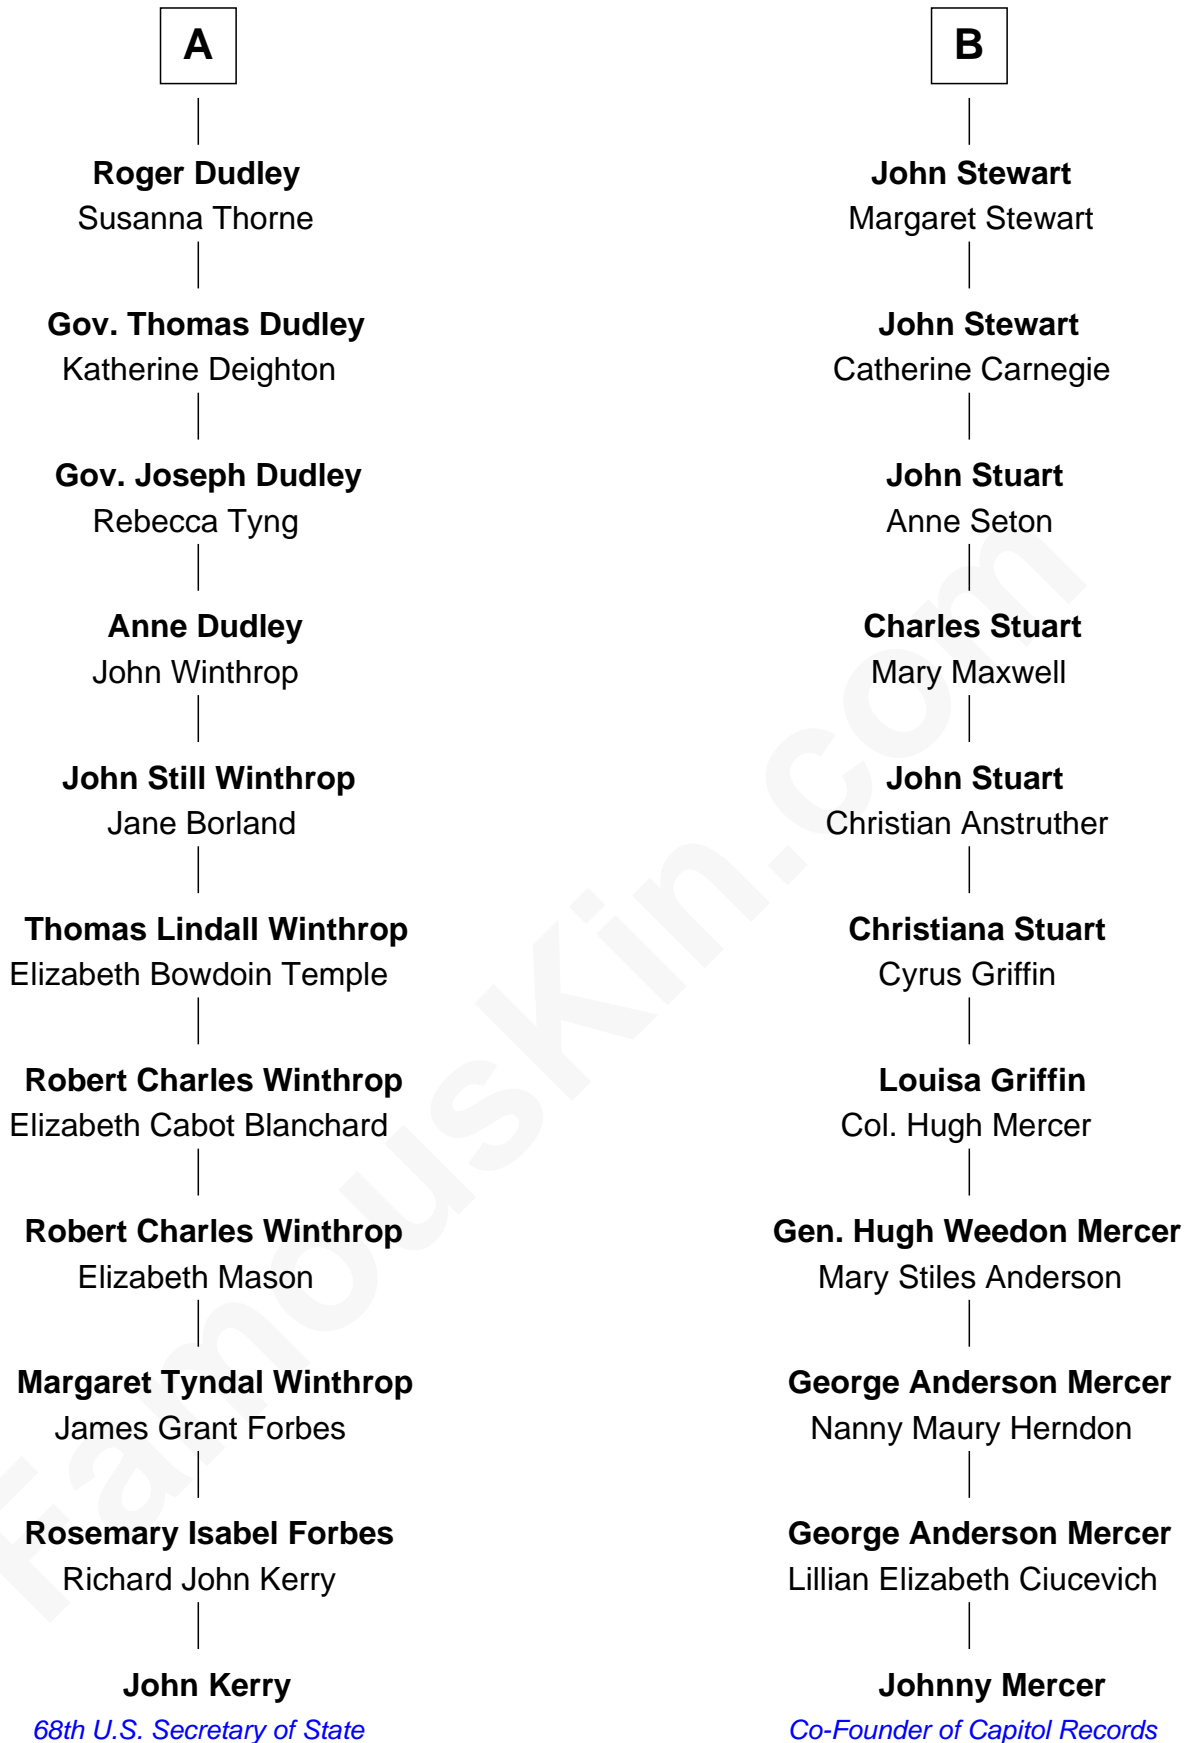 A
Roger Dudley
Susanna Thorne
Gov. Thomas Dudley
Katherine Deighton
Gov. Joseph Dudley
Rebecca Tyng
Anne Dudley
John Winthrop
John Still Winthrop
Jane Borland
Thomas Lindall Winthrop
Elizabeth Bowdoin Temple
Robert Charles Winthrop
Elizabeth Cabot Blanchard
Robert Charles Winthrop
Elizabeth Mason
Margaret Tyndal Winthrop
James Grant Forbes
Rosemary Isabel Forbes
Richard John Kerry
John Kerry
68th U.S. Secretary of State
B
John Stewart
Margaret Stewart
John Stewart
Catherine Carnegie
John Stuart
Anne Seton
Charles Stuart
Mary Maxwell
John Stuart
Christian Anstruther
Christiana Stuart
Cyrus Griffin
Louisa Griffin
Col. Hugh Mercer
Gen. Hugh Weedon Mercer
Mary Stiles Anderson
George Anderson Mercer
Nanny Maury Herndon
George Anderson Mercer
Lillian Elizabeth Ciucevich
Johnny Mercer
Co-Founder of Capitol Records
FamousKin.com